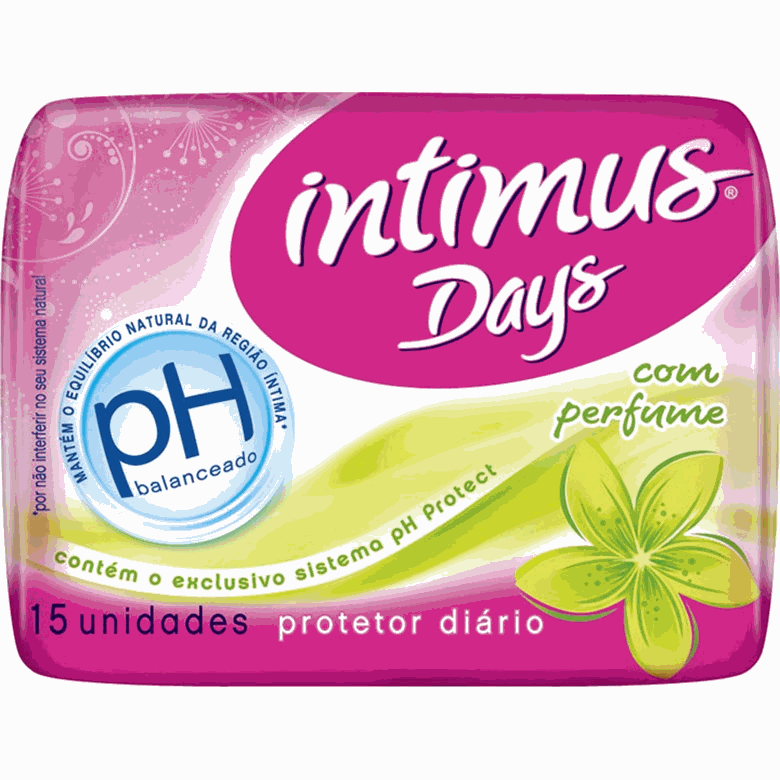 intimus®
Days
com
perfume
MANTÉM O EQUILÍBRIO NATURAL DA REGIÃO ÍNTIMA*
pH
balanceado
*por não interferir no seu sistema natural
contém o exclusivo sistema pH Protect
15 unidades protetor diário